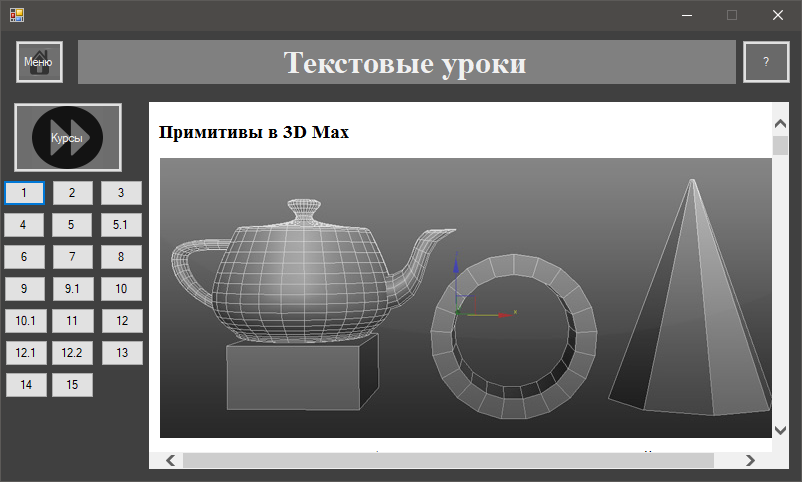 Меню
Текстовые уроки
?
Курсы
Примитивы в 3D Max
1 2 3
4 5 5.1
6 7 8
9 9.1 10
10.1 11 12
12.1 12.2 13
14 15